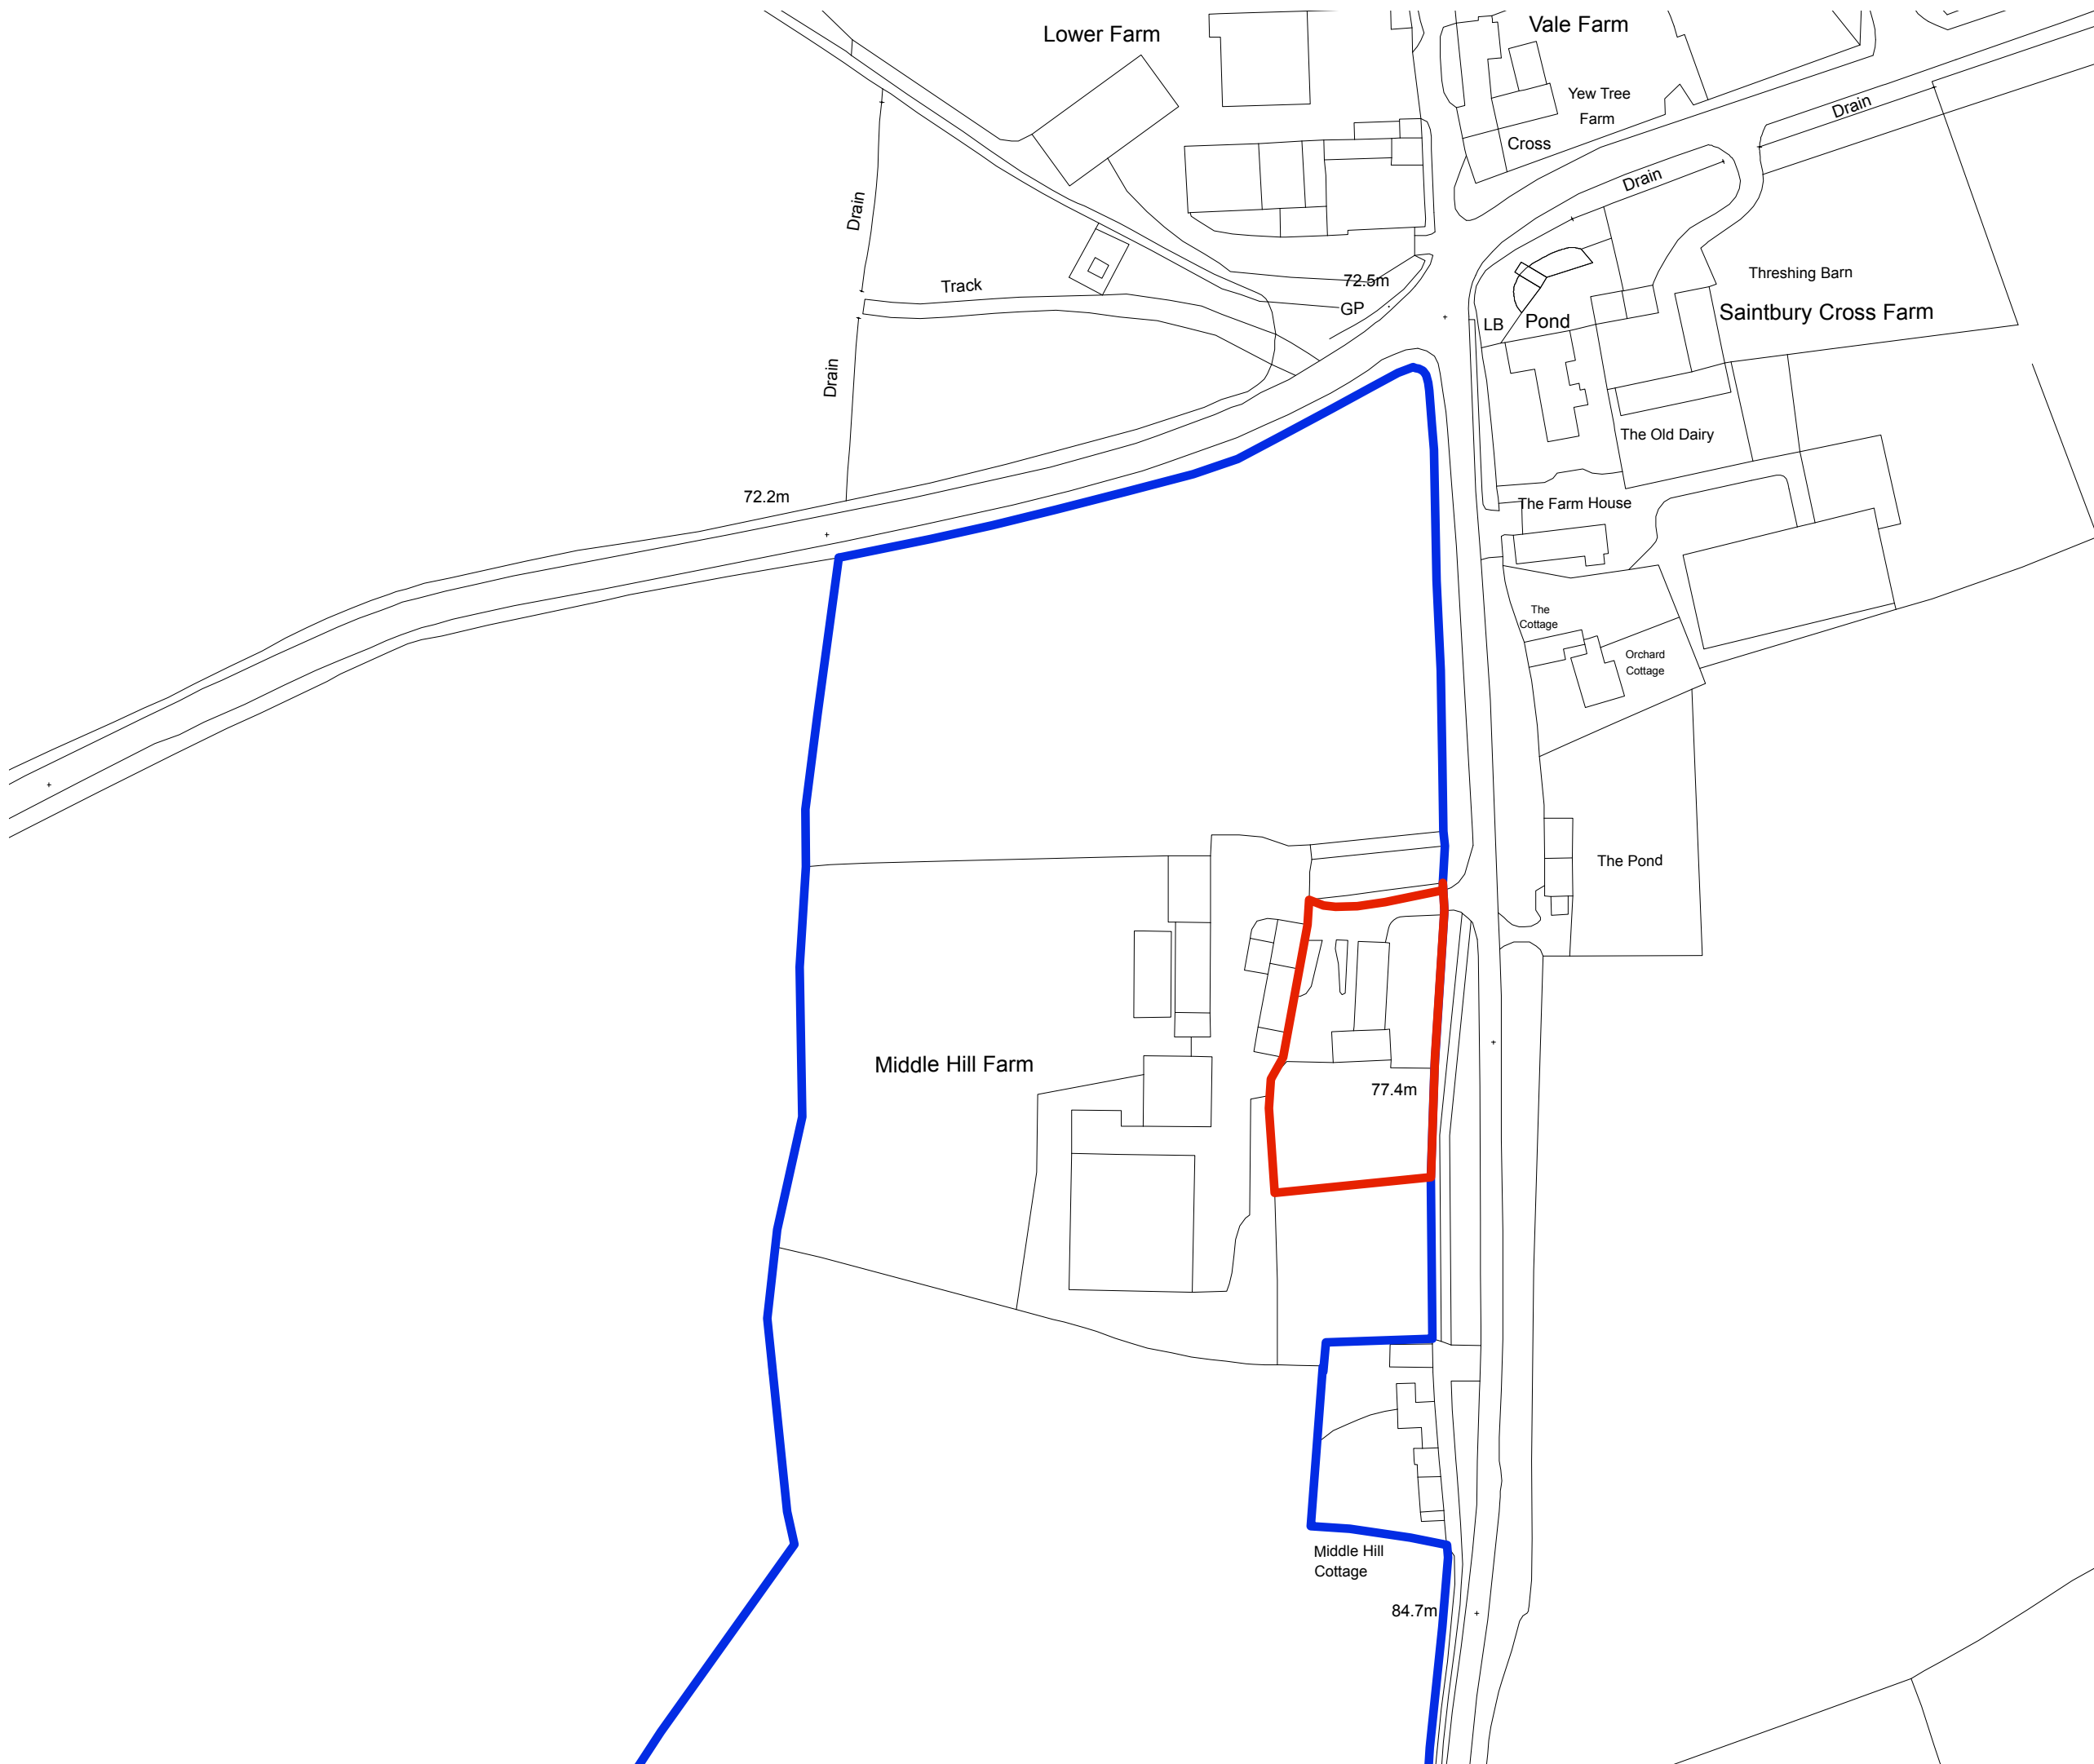 Lower Farm
Vale Farm
Yew Tree
Farm
Cross
Drain
Drain
Drain
Track
72.5m
GP
LB
Pond
Threshing Barn
Saintbury Cross Farm
Drain
The Old Dairy
72.2m
The Farm House
The
Cottage
Orchard
Cottage
The Pond
Middle Hill Farm
77.4m
Middle Hill
Cottage
84.7m